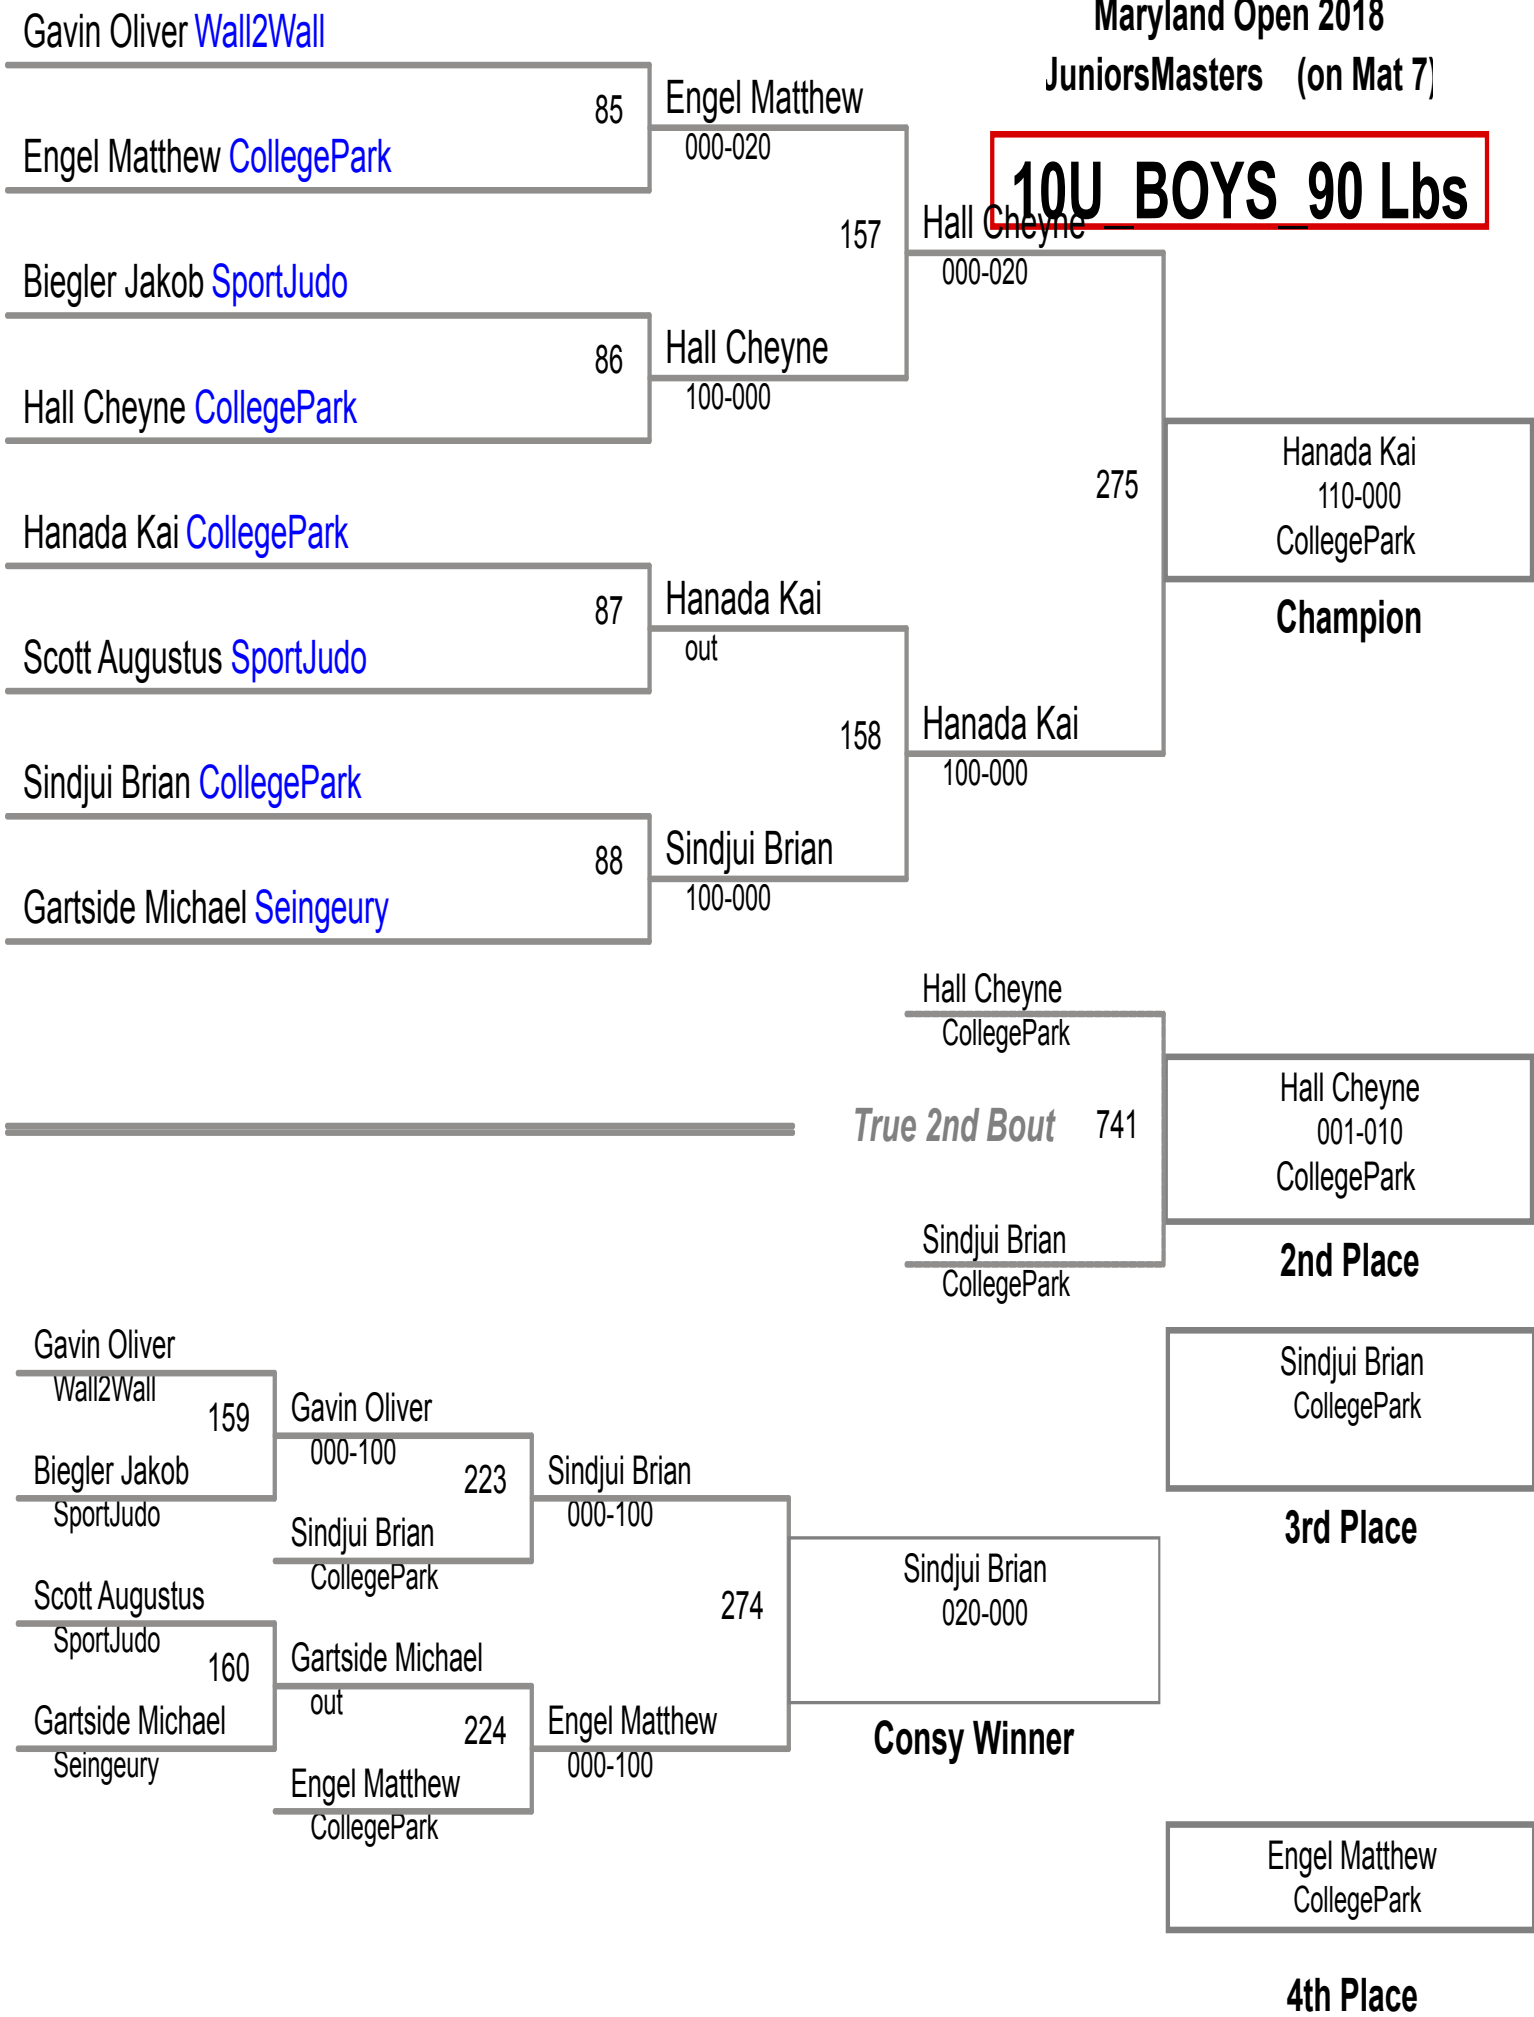 Maryland Open 2018
JuniorsMasters (on Mat 7)
10U_BOYS_90 Lbs
Gavin Oliver Wall2Wall
85
Engel Matthew CollegePark
Engel Matthew
000-020
157
Biegler Jakob SportJudo
86
Hall Cheyne CollegePark
Hall Cheyne
100-000
Hall Cheyne
000-020
275
Hanada Kai CollegePark
87
Scott Augustus SportJudo
Hanada Kai
out
158
Sindjui Brian CollegePark
88
Gartside Michael Seingeury
Sindjui Brian
100-000
Hanada Kai
100-000
Hanada Kai
110-000
CollegePark
Champion
Hall Cheyne
CollegePark
True 2nd Bout 741
Sindjui Brian
CollegePark
Hall Cheyne
001-010
CollegePark
2nd Place
Gavin Oliver
Wall2Wall
159
Biegler Jakob
SportJudo
Gavin Oliver
000-100
223
Sindjui Brian
CollegePark
Scott Augustus
SportJudo
160
Gartside Michael
Seingeury
Gartside Michael
out
224
Engel Matthew
CollegePark
Sindjui Brian
000-100
274
Engel Matthew
000-100
Sindjui Brian
020-000
Consy Winner
Sindjui Brian
CollegePark
3rd Place
Engel Matthew
CollegePark
4th Place